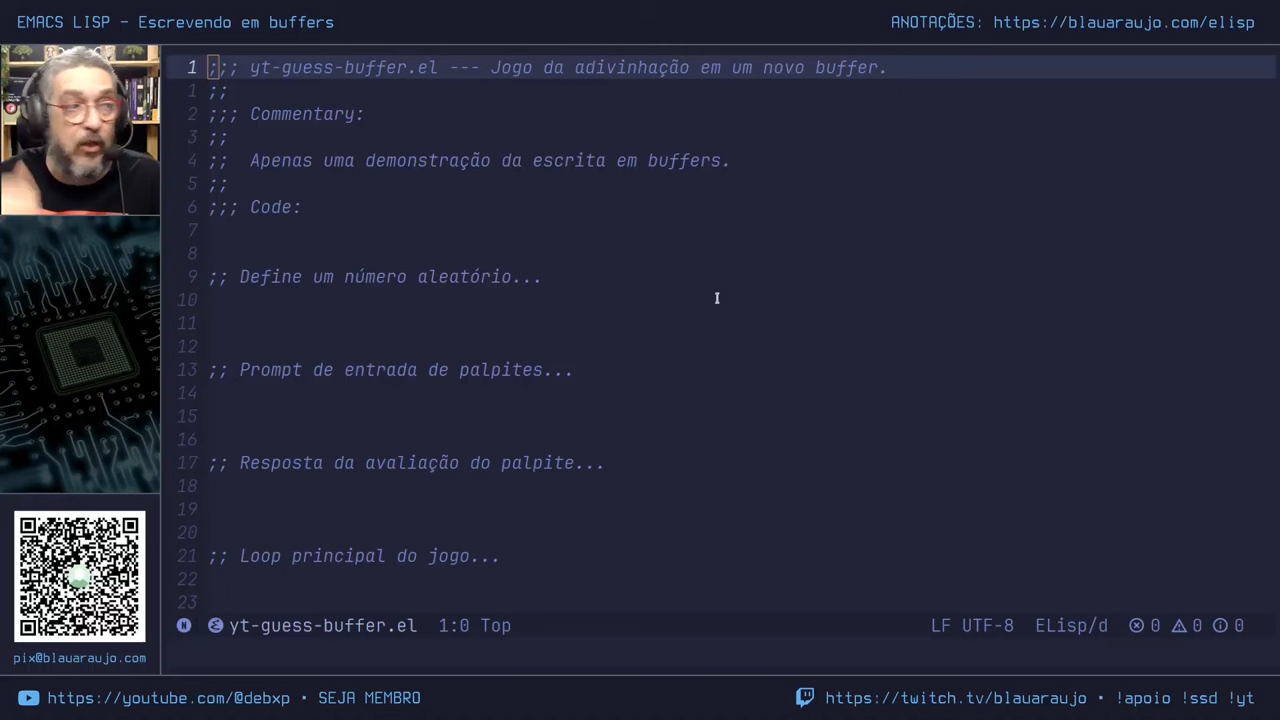 EMACS LISP - Escrevendo em buffers
ANOTAÇÕES: https://blauaraujo.com/elisp
1 ;;; yt-guess-buffer.el --- Jogo da adivinhação em um novo buffer.
1 ;;
2 ;;; Commentary:
3 ;;
4 ;;  Apenas uma demonstração da escrita em buffers.
5 ;;
6 ;;; Code:
7
8
9 ;; Define um número aleatório...
10
11
12
13 ;; Prompt de entrada de palpites...
14
15
16
17 ;; Resposta da avaliação do palpite...
18
19
20
21 ;; Loop principal do jogo...
22
23
N yt-guess-buffer.el 1:0 Top
LF UTF-8 ELisp/d 0 0 0
pix@blauaraujo.com
https://youtube.com/@debxp • SEJA MEMBRO
https://twitch.tv/blauaraujo • !apoio !ssd !yt